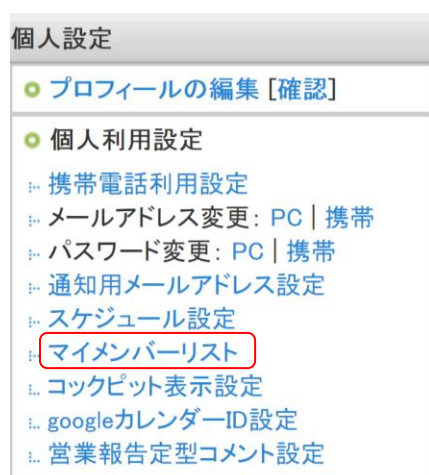 個人設定
プロフィールの編集 [確認]
個人利用設定
携帯電話利用設定
メールアドレス変更: PC | 携帯
パスワード変更: PC | 携帯
通知用メールアドレス設定
スケジュール設定
マイメンバーリスト
コックピット表示設定
googleカレンダーID設定
営業報告定型コメント設定